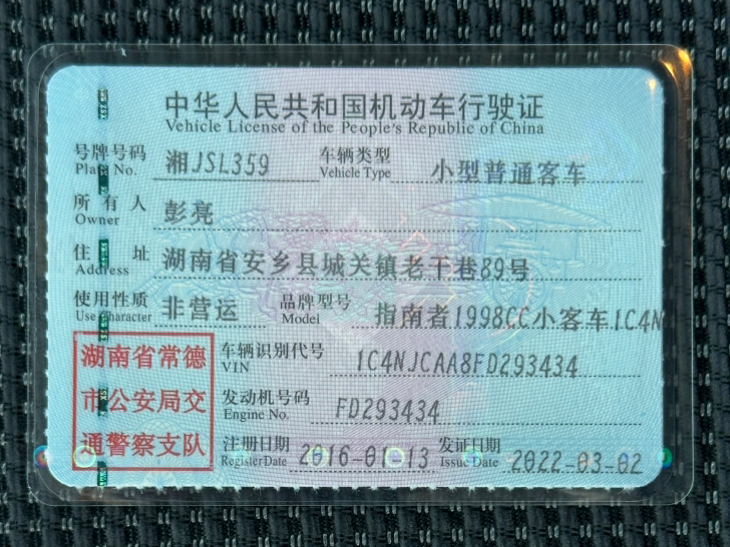 中华人民共和国机动车行驶证
Vehicle License of the People's Republic of China
号牌号码 湘JSL359 车辆类型 小型普通客车
Plate No. Vehicle Type
所有人 彭亮
Owner
住址 湖南省安乡县城关镇老干巷89号
Address
使用性质 非营运 品牌型号 指南者1998CC小客车1C4N
Use Character Model
湖南省常德
市公安局交
通警察支队
车辆识别代号 1C4NJCAA8FD293434
VIN
发动机号码 FD293434
Engine No.
注册日期 2016-01-13 发证日期 2022-03-02
Register Date Issue Date